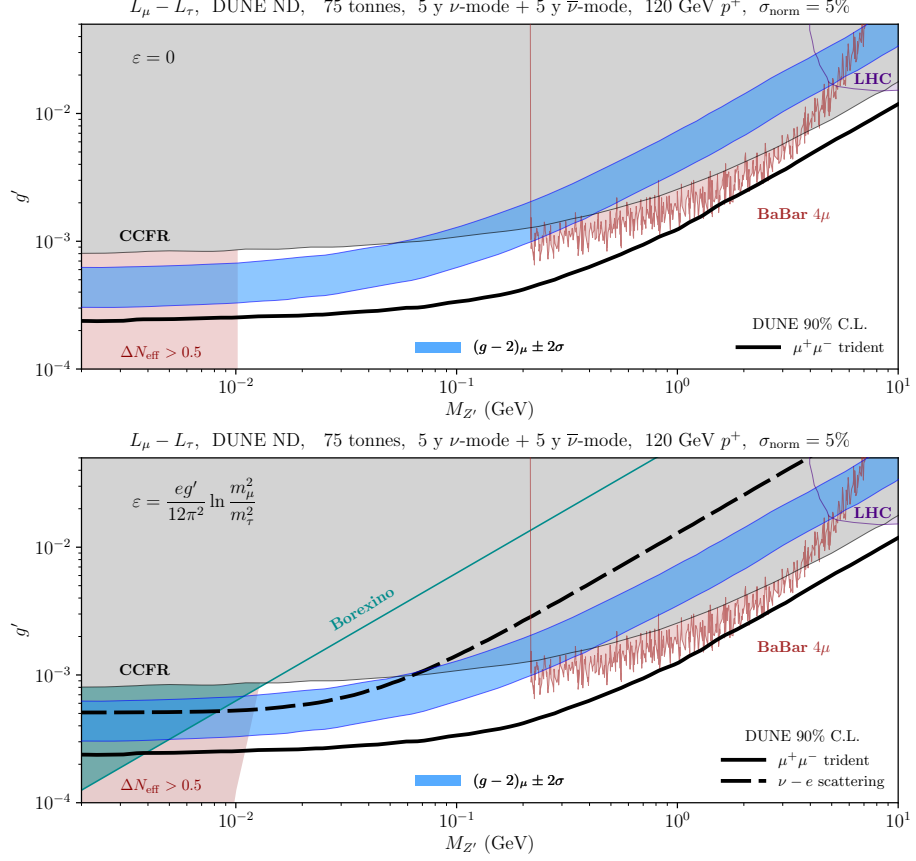 L_μ − L_τ, DUNE ND, 75 tonnes, 5 y ν-mode + 5 y ν̅-mode, 120 GeV p⁺, σ_norm = 5%
ε = 0
LHC
10⁻²
g′
BaBar 4μ
CCFR
10⁻³
DUNE 90% C.L.
ΔN_eff > 0.5
(g − 2)_μ ± 2σ
μ⁺μ⁻ trident
10⁻⁴
10⁻² 10⁻¹ 10⁰ 10¹
M_Z′ (GeV)
L_μ − L_τ, DUNE ND, 75 tonnes, 5 y ν-mode + 5 y ν̅-mode, 120 GeV p⁺, σ_norm = 5%
ε = eg′/12π² ln m_μ²/m_τ²
LHC
10⁻²
g′
Borexino
BaBar 4μ
CCFR
10⁻³
DUNE 90% C.L.
μ⁺μ⁻ trident
ΔN_eff > 0.5
(g − 2)_μ ± 2σ
ν − e scattering
10⁻⁴
10⁻² 10⁻¹ 10⁰ 10¹
M_Z′ (GeV)